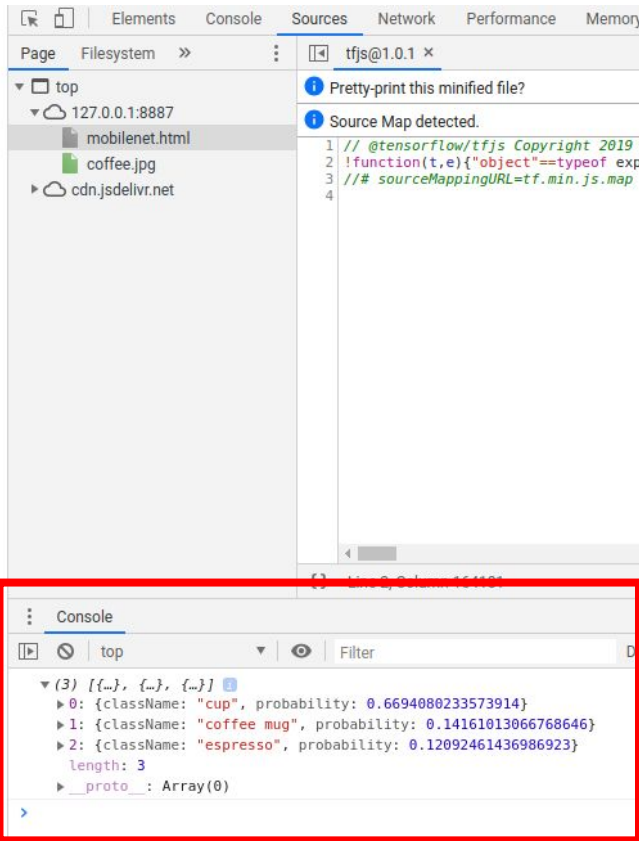 Elements Console Sources Network Performance Memory
Page Filesystem » tfjs@1.0.1 ×
top
127.0.0.1:8887
mobilenet.html
coffee.jpg
cdn.jsdelivr.net
Pretty-print this minified file?
Source Map detected.
1 // @tensorflow/tfjs Copyright 2019
2 !function(t,e){"object"==typeof exp
3 //# sourceMappingURL=tf.min.js.map
4
{}
Console
top Filter D
(3) [{…}, {…}, {…}] i
0: {className: "cup", probability: 0.6694080233573914}
1: {className: "coffee mug", probability: 0.14161013066768646}
2: {className: "espresso", probability: 0.12092461436986923}
length: 3
__proto__: Array(0)
>